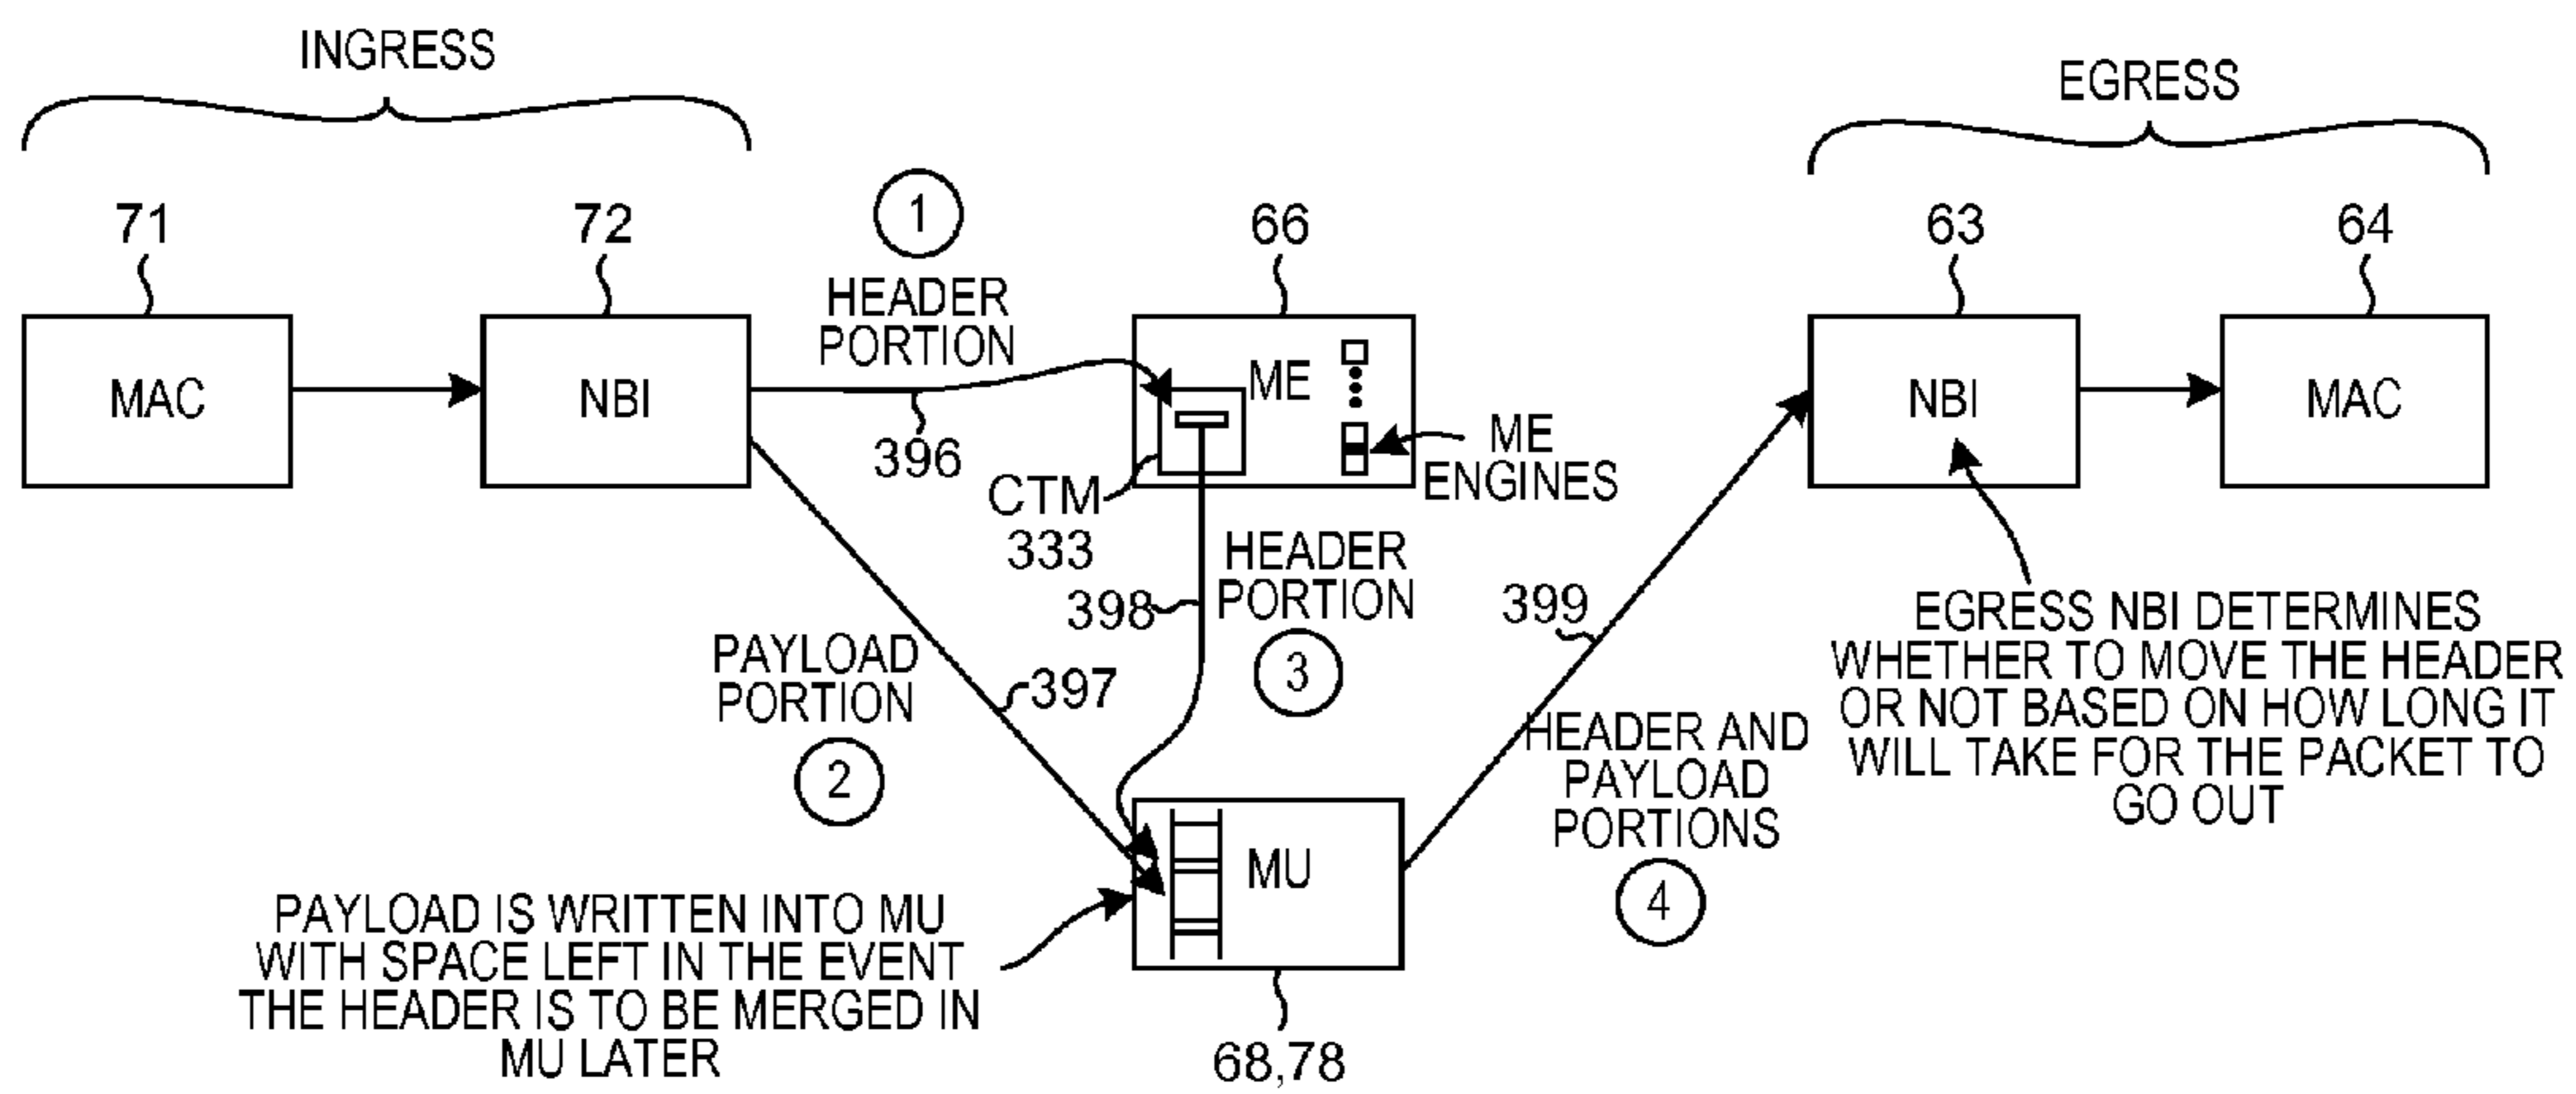 INGRESS
EGRESS
71
72
1
66
63
64
HEADER
PORTION
MAC
NBI
ME
NBI
MAC
396
ME
ENGINES
CTM
333
HEADER
PORTION
398
3
399
PAYLOAD
PORTION
397
2
EGRESS NBI DETERMINES
WHETHER TO MOVE THE HEADER
OR NOT BASED ON HOW LONG IT
WILL TAKE FOR THE PACKET TO
GO OUT
HEADER AND
PAYLOAD
PORTIONS
4
MU
PAYLOAD IS WRITTEN INTO MU
WITH SPACE LEFT IN THE EVENT
THE HEADER IS TO BE MERGED IN
MU LATER
68,78